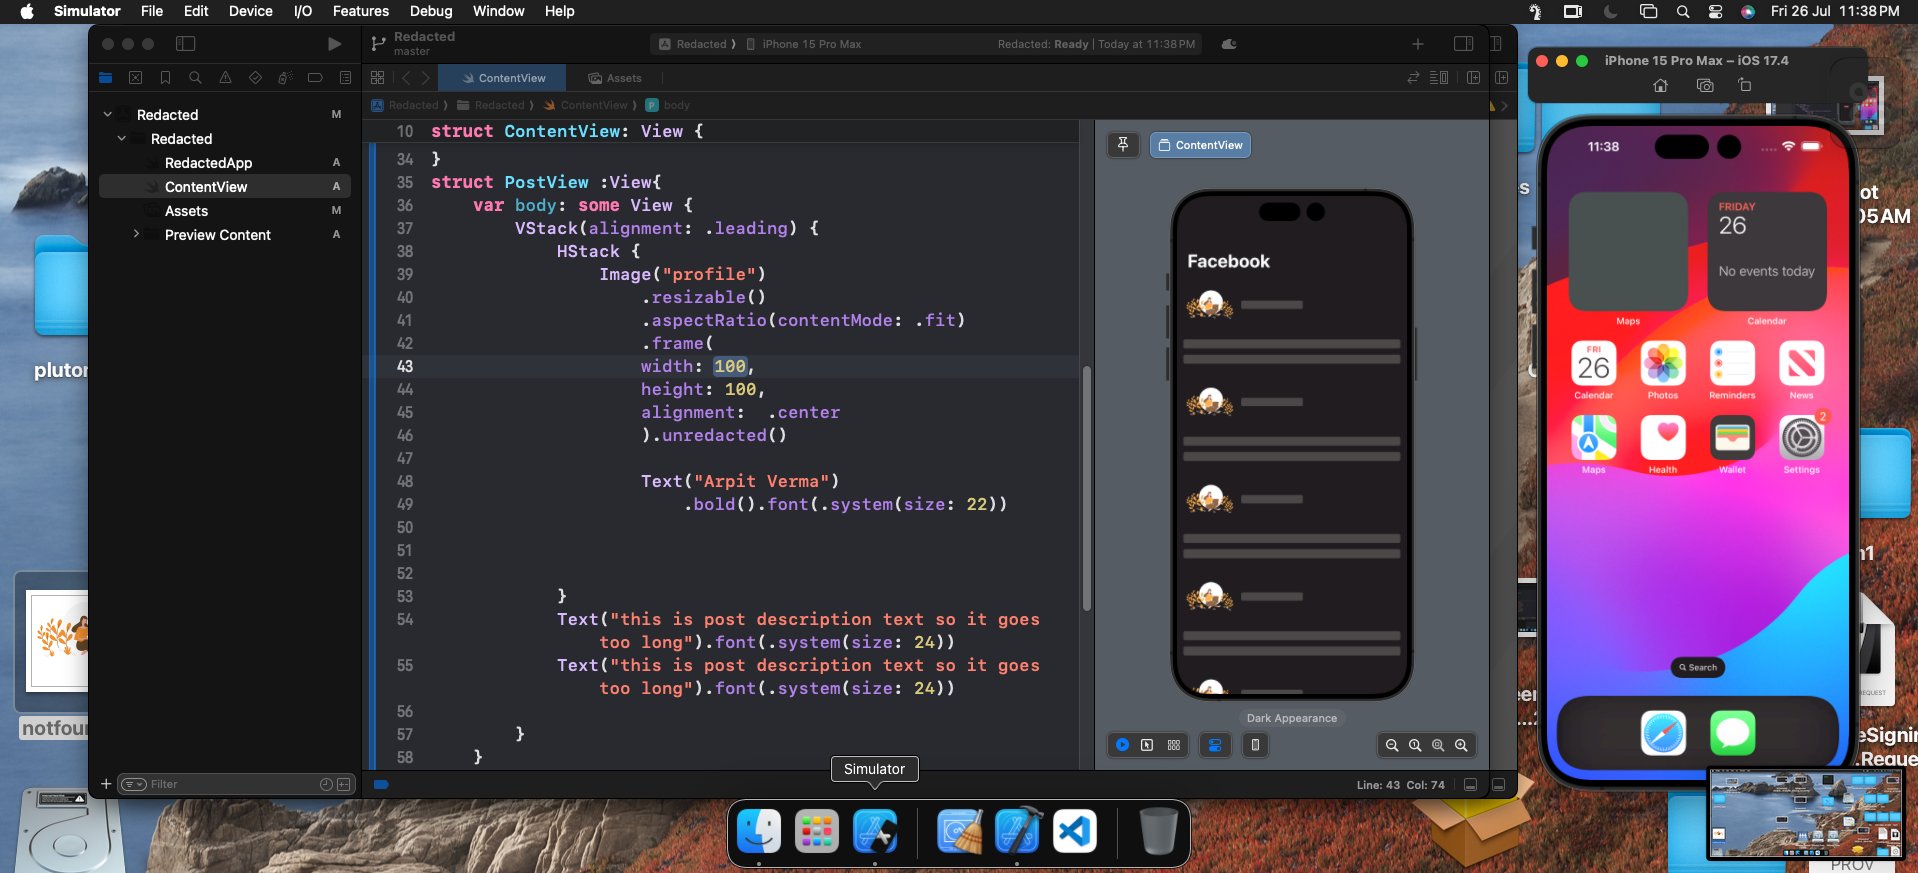 Simulator File Edit Device I/O Features Debug Window Help Fri 26 Jul 11:38 PM
Redacted
master
Redacted iPhone 15 Pro Max Redacted: Ready | Today at 11:38 PM
ContentView Assets
Redacted Redacted ContentView body
Redacted M
Redacted
RedactedApp A
ContentView A
Assets M
Preview Content A
Filter
10 struct ContentView: View {
34 }
35 struct PostView :View{
36 var body: some View {
37 VStack(alignment: .leading) {
38 HStack {
39 Image("profile")
40 .resizable()
41 .aspectRatio(contentMode: .fit)
42 .frame(
43 width: 100,
44 height: 100,
45 alignment: .center
46 ).unredacted()
47
48 Text("Arpit Verma")
49 .bold().font(.system(size: 22))
50
51
52
53 }
54 Text("this is post description text so it goes
too long").font(.system(size: 24))
55 Text("this is post description text so it goes
too long").font(.system(size: 24))
56
57 }
58 }
ContentView
Facebook
Dark Appearance
Line: 43 Col: 74
Simulator
iPhone 15 Pro Max – iOS 17.4
11:38
FRIDAY
26
No events today
Maps Calendar
FRI
26
Calendar Photos Reminders News
2
Maps Health Wallet Settings
Search
plutor
notfour
ot
05AM
n1
eSignin
.Reque
PROV